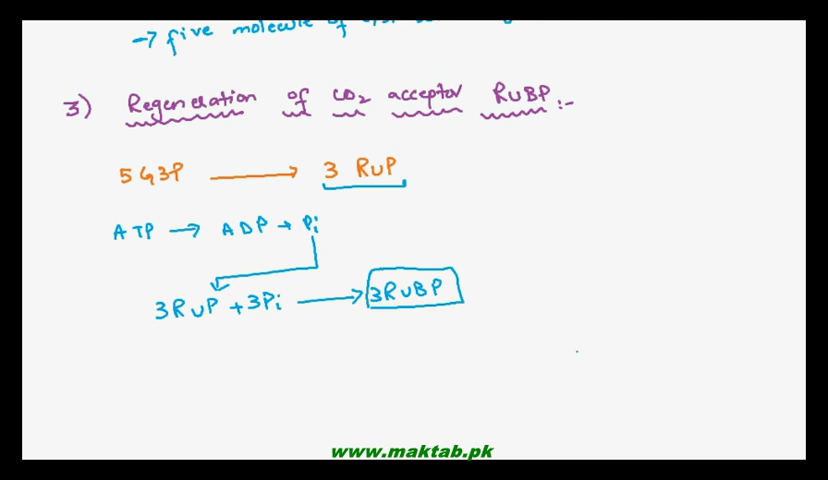 → five molecule of
3) Regeneration of CO2 acceptor RuBP :-
5 G3P → 3 RuP
ATP → ADP + Pi
3RuP + 3Pi → 3RuBP
www.maktab.pk